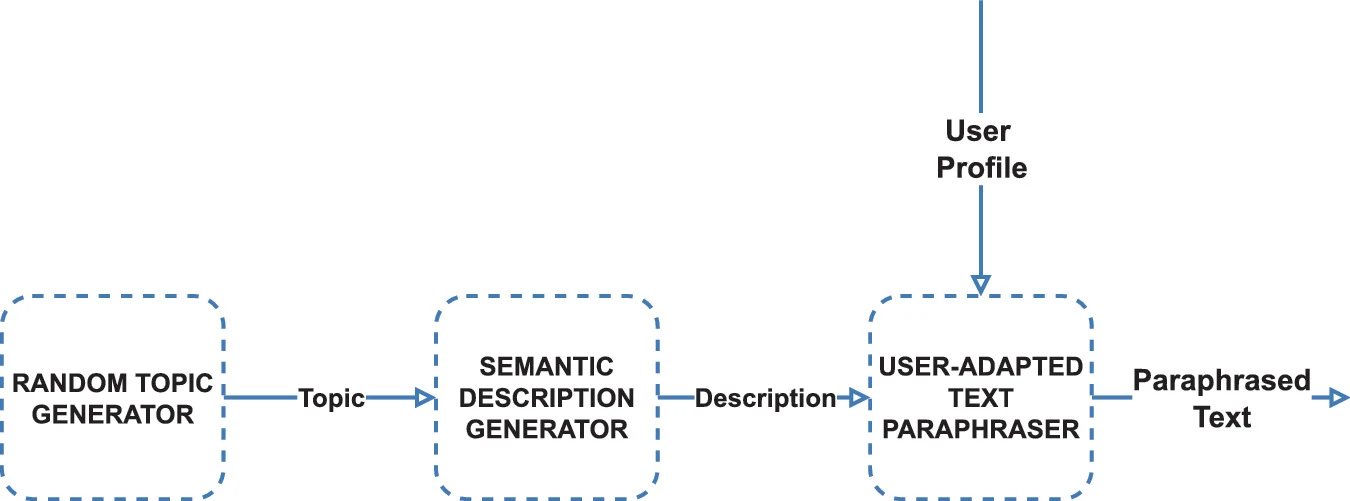 User
Profile
RANDOM TOPIC
GENERATOR
Topic
SEMANTIC
DESCRIPTION
GENERATOR
Description
USER-ADAPTED
TEXT
PARAPHRASER
Paraphrased
Text